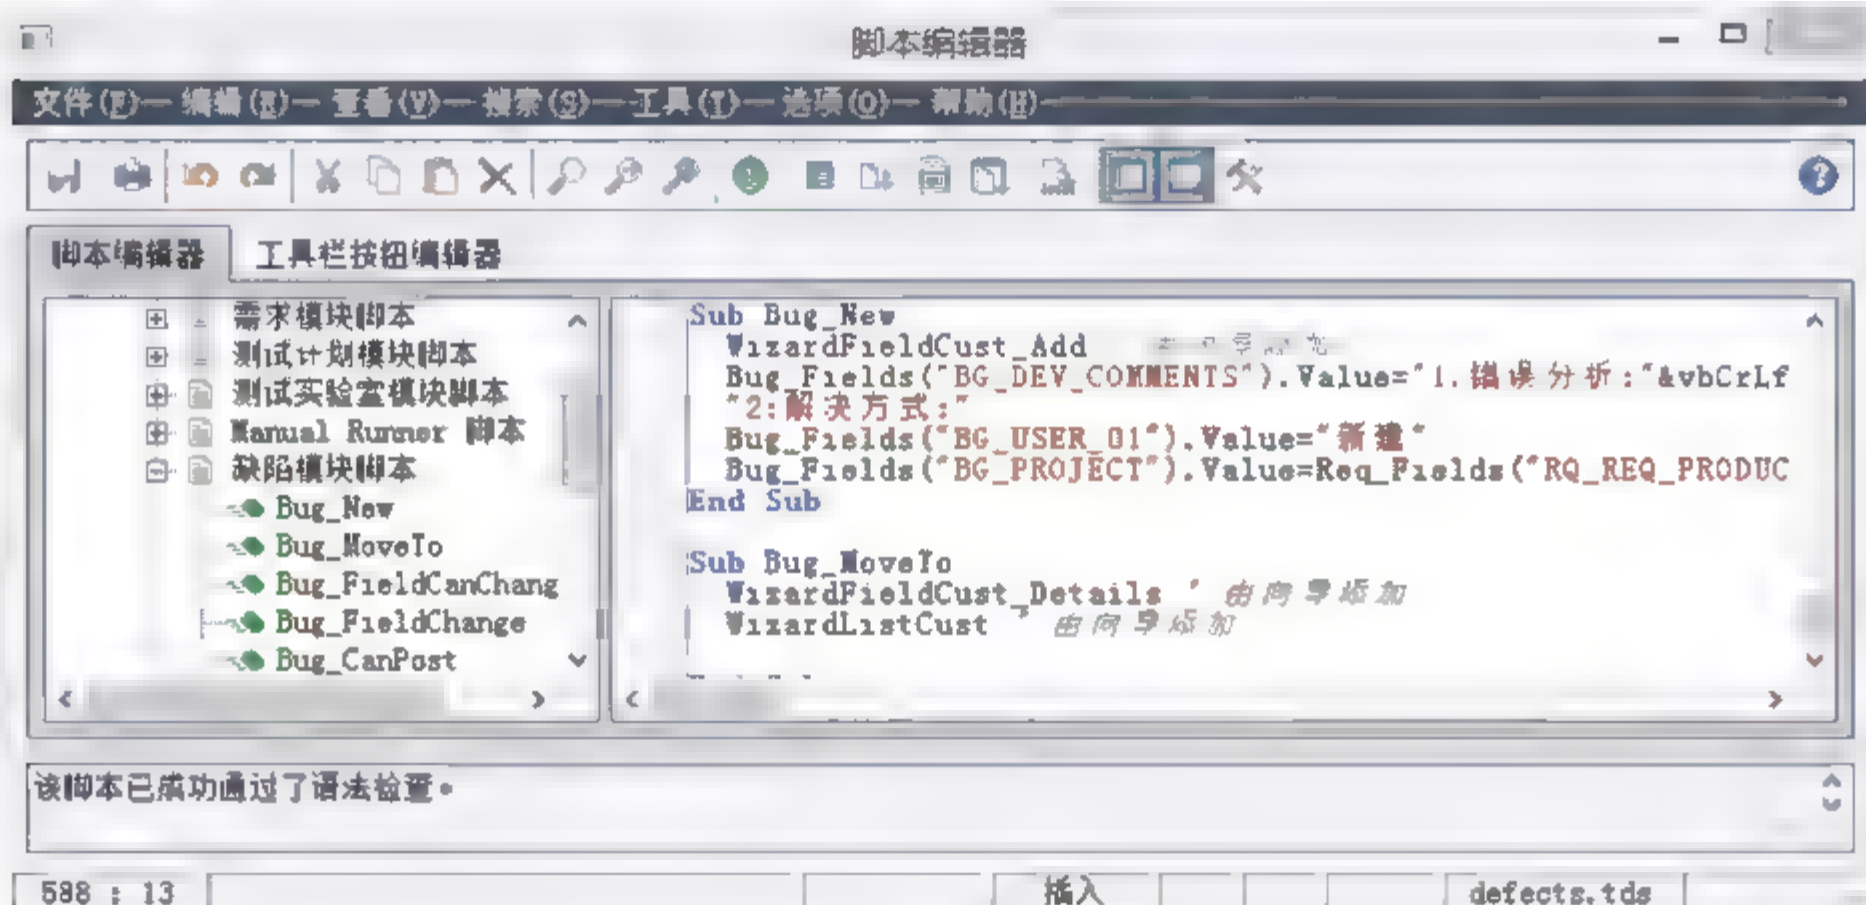 脚本编辑器
文件(F) 编辑(E) 查看(V) 搜索(S) 工具(T) 选项(O) 帮助(H)
脚本编辑器 工具栏按钮编辑器
需求模块脚本
测试计划模块脚本
测试实验室模块脚本
Manual Runner 脚本
缺陷模块脚本
Bug_New
Bug_MoveTo
Bug_FieldCanChang
Bug_FieldChange
Bug_CanPost
Sub Bug_New
WizardFieldCust_Add
Bug_Fields("BG_DEV_COMMENTS").Value="1.错误分析:"&vbCrLf
"2:解决方式:"
Bug_Fields("BG_USER_01").Value="新建"
Bug_Fields("BG_PROJECT").Value=Req_Fields("RQ_REQ_PRODUC
End Sub
Sub Bug_MoveTo
WizardFieldCust_Details ' 由向导添加
WizardListCust ' 由向导添加
该脚本已成功通过了语法检查。
588 : 13 插入 defects.tds